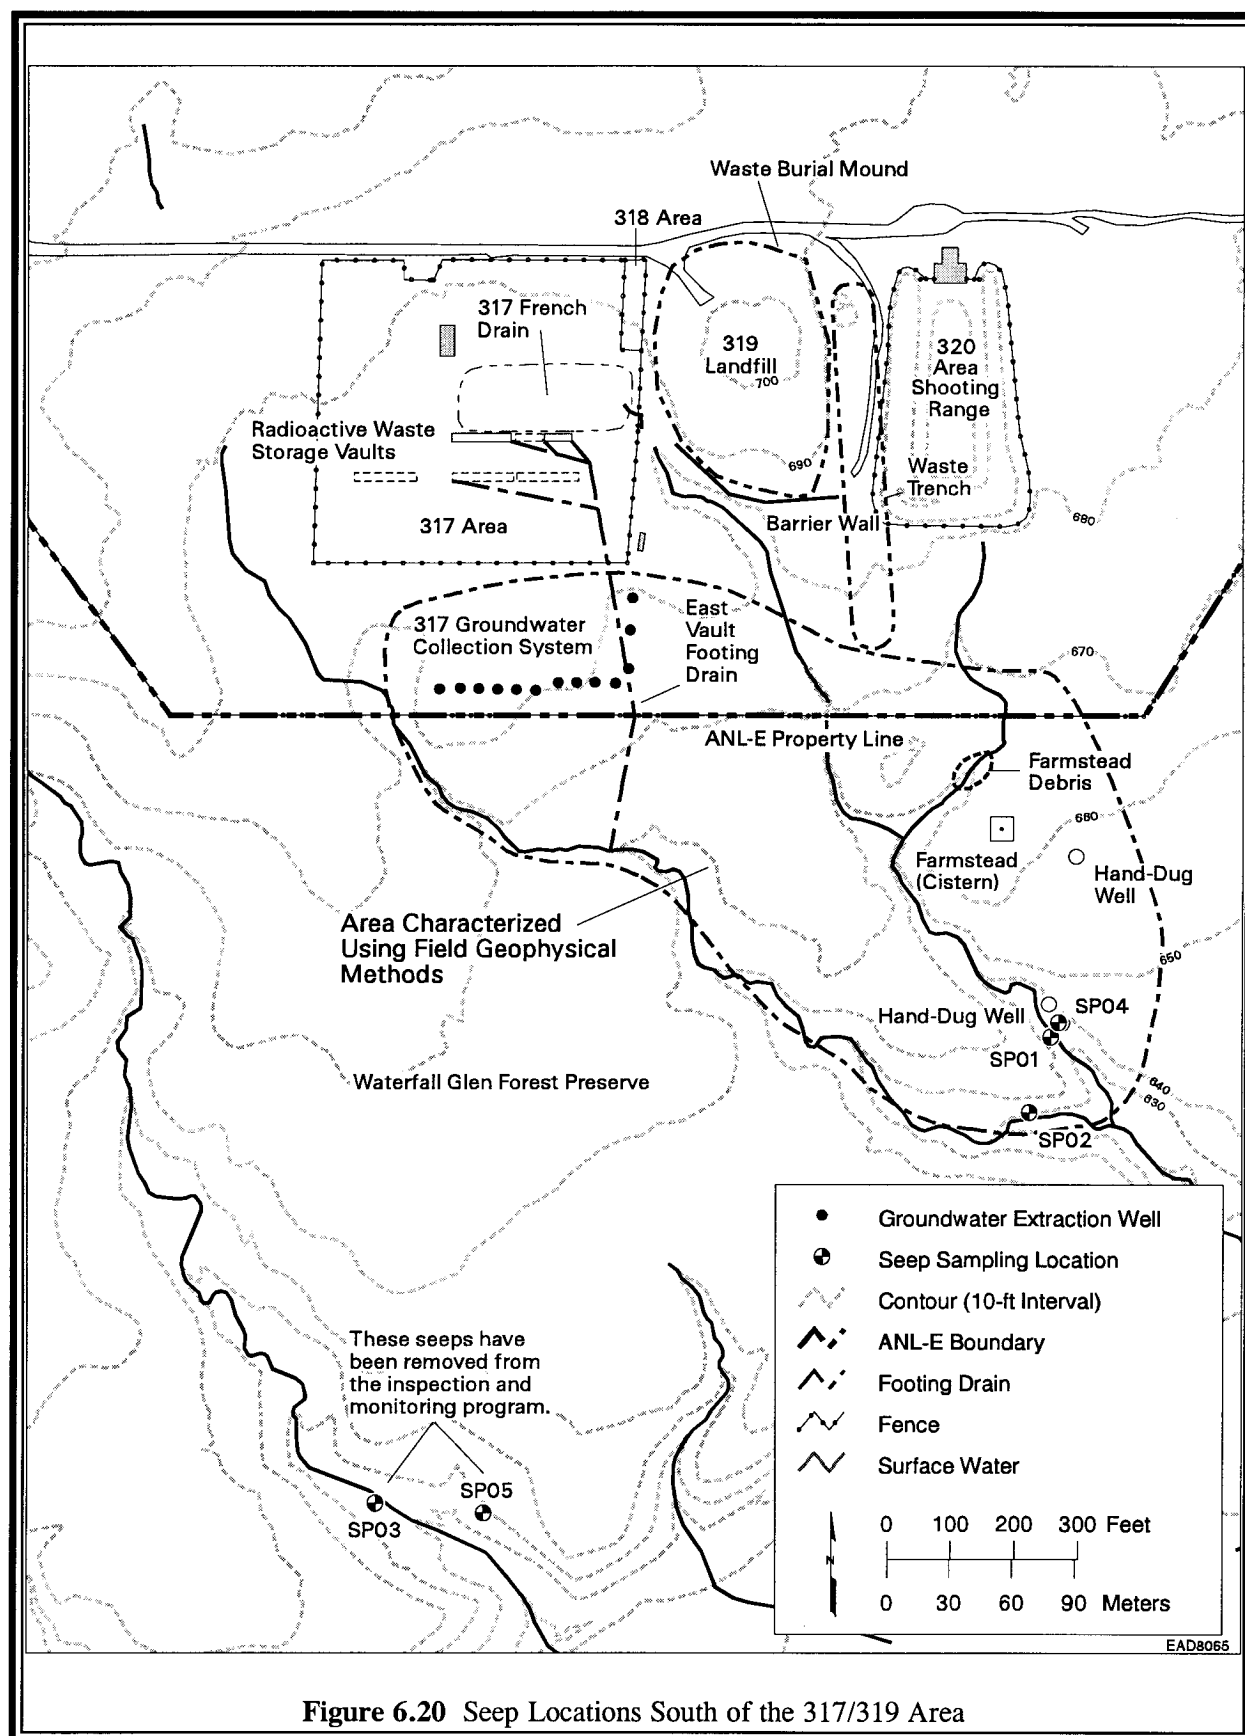 Waste Burial Mound
318 Area
317 French
Drain
319
Landfill
700
320
Area
Shooting
Range
Radioactive Waste
Storage Vaults
690
Waste
Trench
317 Area
Barrier Wall
680
317 Groundwater
Collection System
East
Vault
Footing
Drain
670
ANL-E Property Line
Farmstead
Debris
680
Farmstead
(Cistern)
Hand-Dug
Well
Area Characterized
Using Field Geophysical
Methods
650
Hand-Dug Well
SP04
SP01
Waterfall Glen Forest Preserve
640
630
SP02
Groundwater Extraction Well
Seep Sampling Location
Contour (10-ft Interval)
ANL-E Boundary
Footing Drain
Fence
Surface Water
These seeps have
been removed from
the inspection and
monitoring program.
SP05
SP03
N
0 100 200 300 Feet
0 30 60 90 Meters
EAD8065
Figure 6.20 Seep Locations South of the 317/319 Area